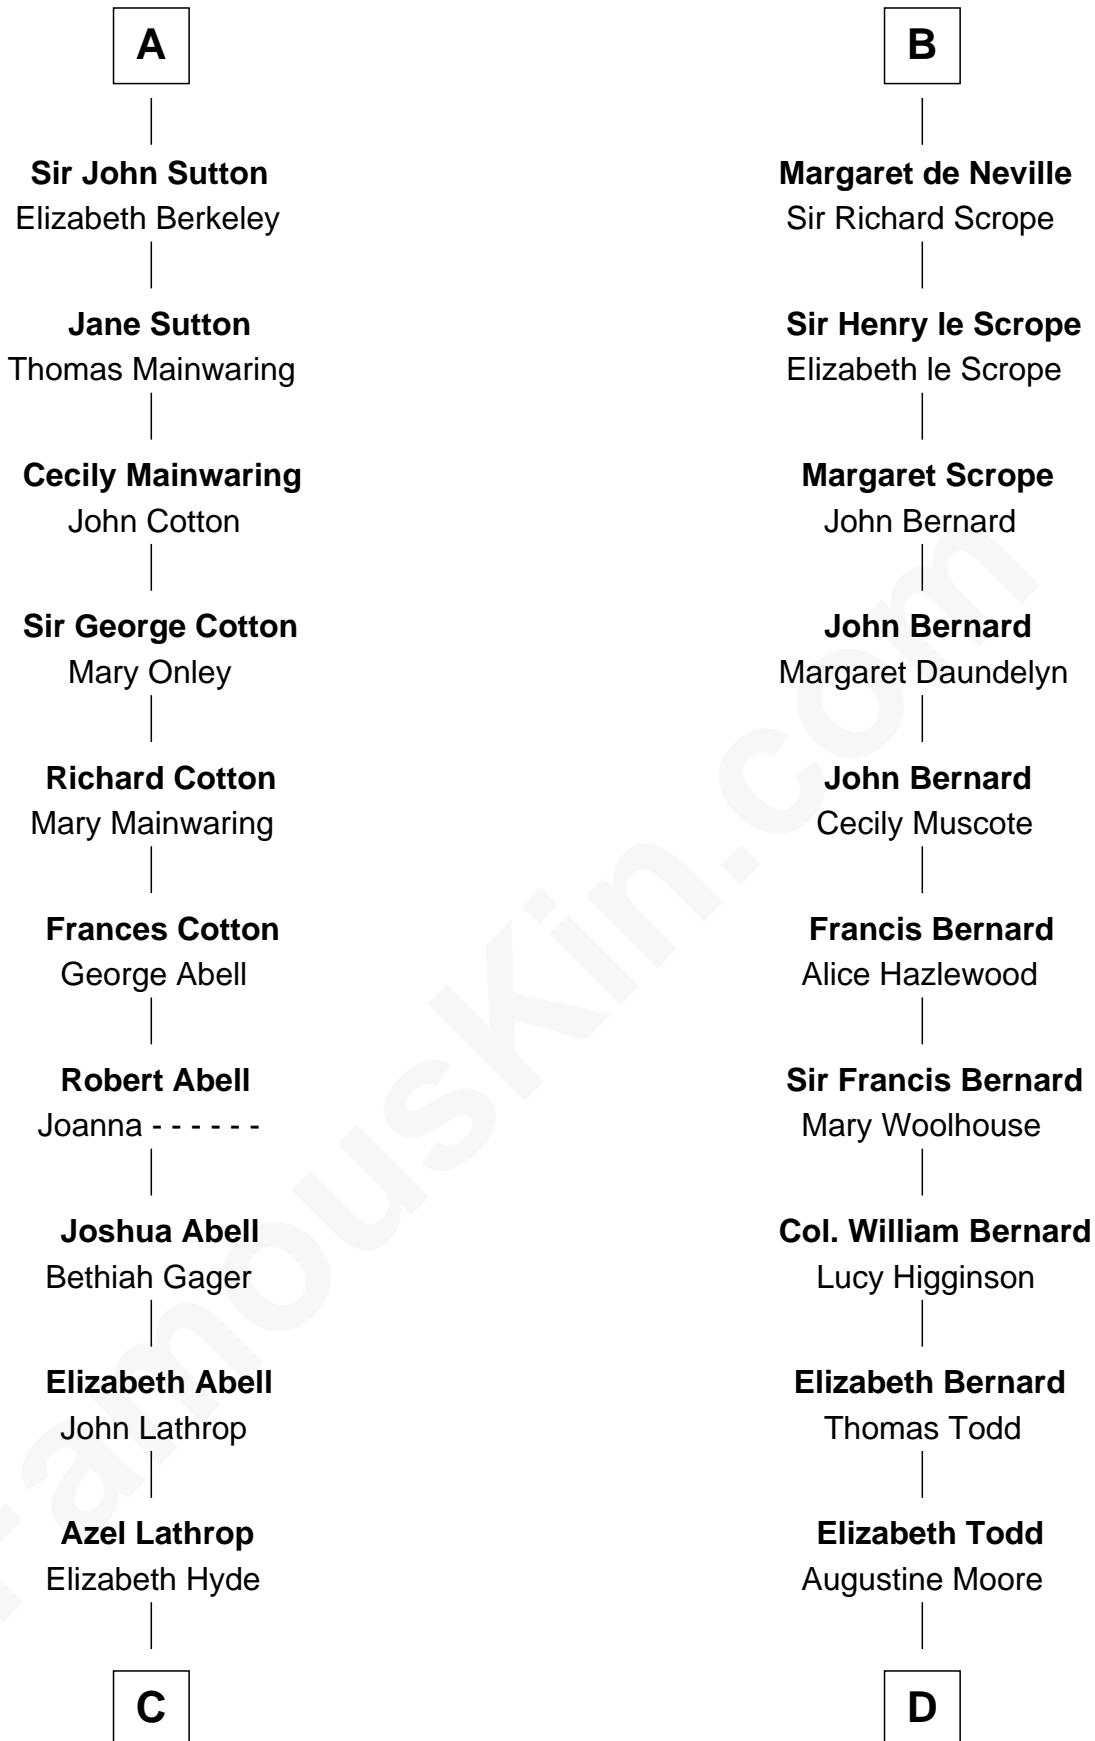 A
Sir John Sutton
Elizabeth Berkeley
Jane Sutton
Thomas Mainwaring
Cecily Mainwaring
John Cotton
Sir George Cotton
Mary Onley
Richard Cotton
Mary Mainwaring
Frances Cotton
George Abell
Robert Abell
Joanna - - - - - -
Joshua Abell
Bethiah Gager
Elizabeth Abell
John Lathrop
Azel Lathrop
Elizabeth Hyde
C
B
Margaret de Neville
Sir Richard Scrope
Sir Henry le Scrope
Elizabeth le Scrope
Margaret Scrope
John Bernard
John Bernard
Margaret Daundelyn
John Bernard
Cecily Muscote
Francis Bernard
Alice Hazlewood
Sir Francis Bernard
Mary Woolhouse
Col. William Bernard
Lucy Higginson
Elizabeth Bernard
Thomas Todd
Elizabeth Todd
Augustine Moore
D
FamousKin.com